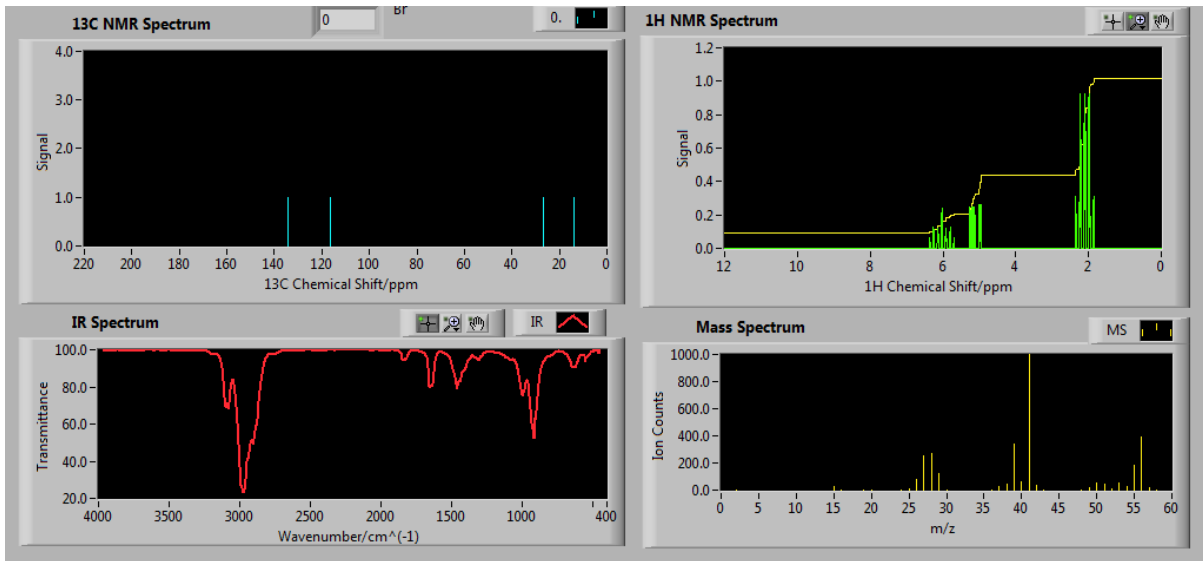 13C NMR Spectrum
0
Br
0.
4.0
3.0
2.0
1.0
0.0
Signal
220 200 180 160 140 120 100 80 60 40 20 0
13C Chemical Shift/ppm
1H NMR Spectrum
1.2
1.0
0.8
0.6
0.4
0.2
0.0
Signal
12 10 8 6 4 2 0
1H Chemical Shift/ppm
IR Spectrum
IR
100.0
80.0
60.0
40.0
20.0
Transmittance
4000 3500 3000 2500 2000 1500 1000 400
Wavenumber/cm^(-1)
Mass Spectrum
MS
1000.0
800.0
600.0
400.0
200.0
0.0
Ion Counts
0 5 10 15 20 25 30 35 40 45 50 55 60
m/z